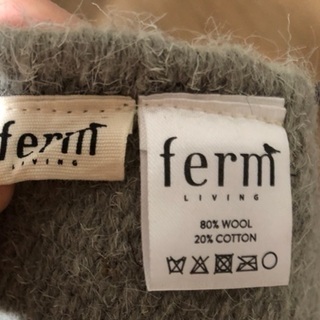 ferm
LIVING
ferm
LIVING
80% WOOL
20% COTTON